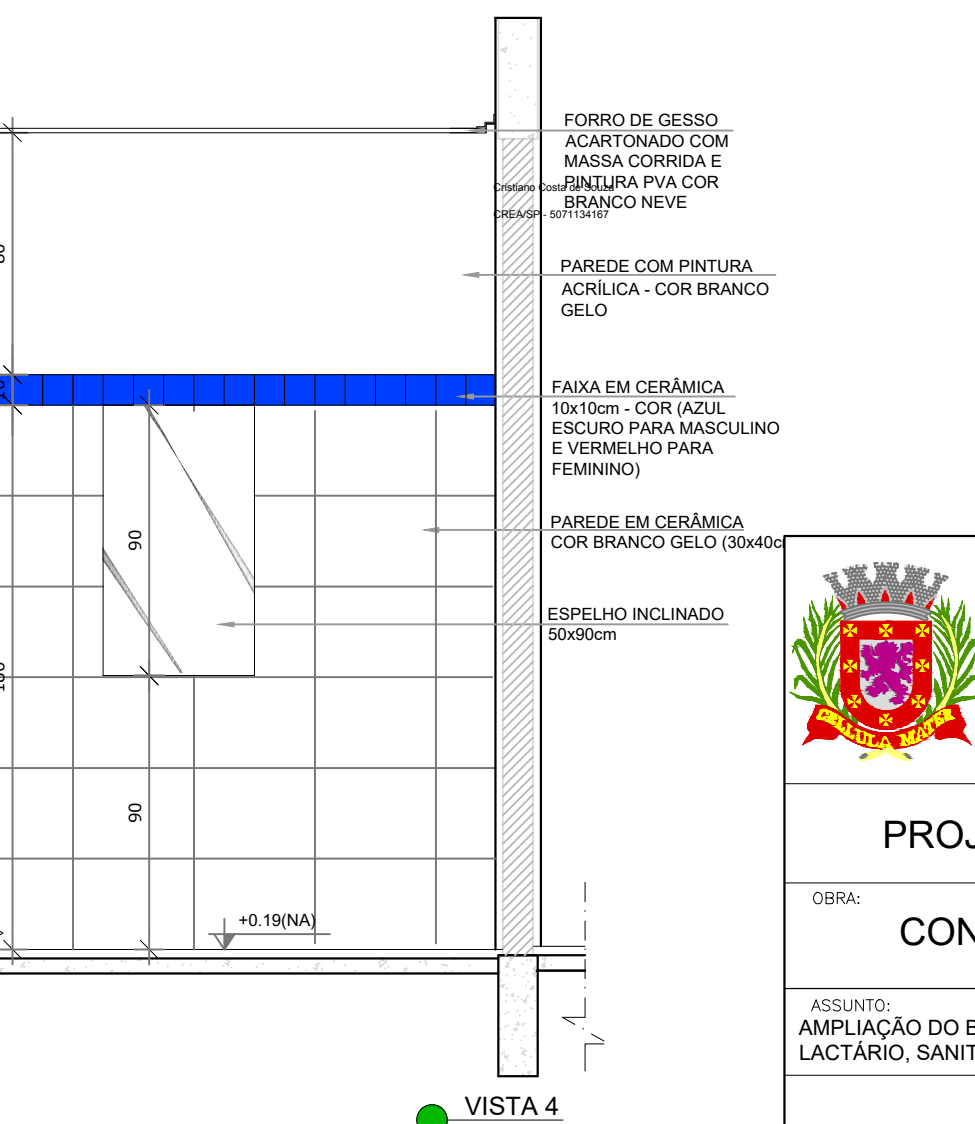 FORRO DE GESSO
ACARTONADO COM
MASSA CORRIDA E
PINTURA PVA COR
BRANCO NEVE
Cristiano Costa de Souza
CREA/SP - 5071134167
PAREDE COM PINTURA
ACRÍLICA - COR BRANCO
GELO
FAIXA EM CERÂMICA
10x10cm - COR (AZUL
ESCURO PARA MASCULINO
E VERMELHO PARA
FEMININO)
PAREDE EM CERÂMICA
COR BRANCO GELO (30x40c
ESPELHO INCLINADO
50x90cm
90
90
+0.19(NA)
VISTA 4
CELLULA MATER
PROJ
OBRA:
CON
ASSUNTO:
AMPLIAÇÃO DO B
LACTÁRIO, SANIT